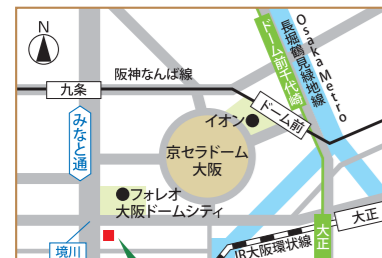 N
阪神なんば線
九条
みなと通
イオン
ドーム前
ドーム前千代崎
長堀鶴見緑地線
Osaka Metro
京セラドーム
大阪
フォレオ
大阪ドームシティ
境川
大正
大正
JR大阪環状線